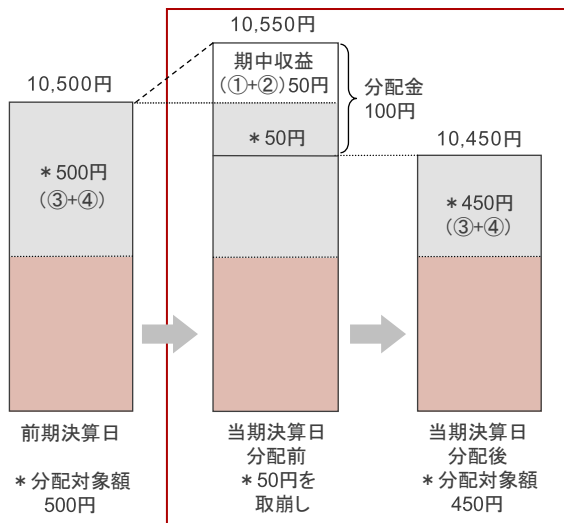 10,550円
期中収益
（①+②）50円
10,500円
分配金
100円
＊50円
10,450円
＊500円
（③+④）
＊450円
（③+④）
前期決算日
＊分配対象額
500円
当期決算日
分配前
＊50円を
取崩し
当期決算日
分配後
＊分配対象額
450円